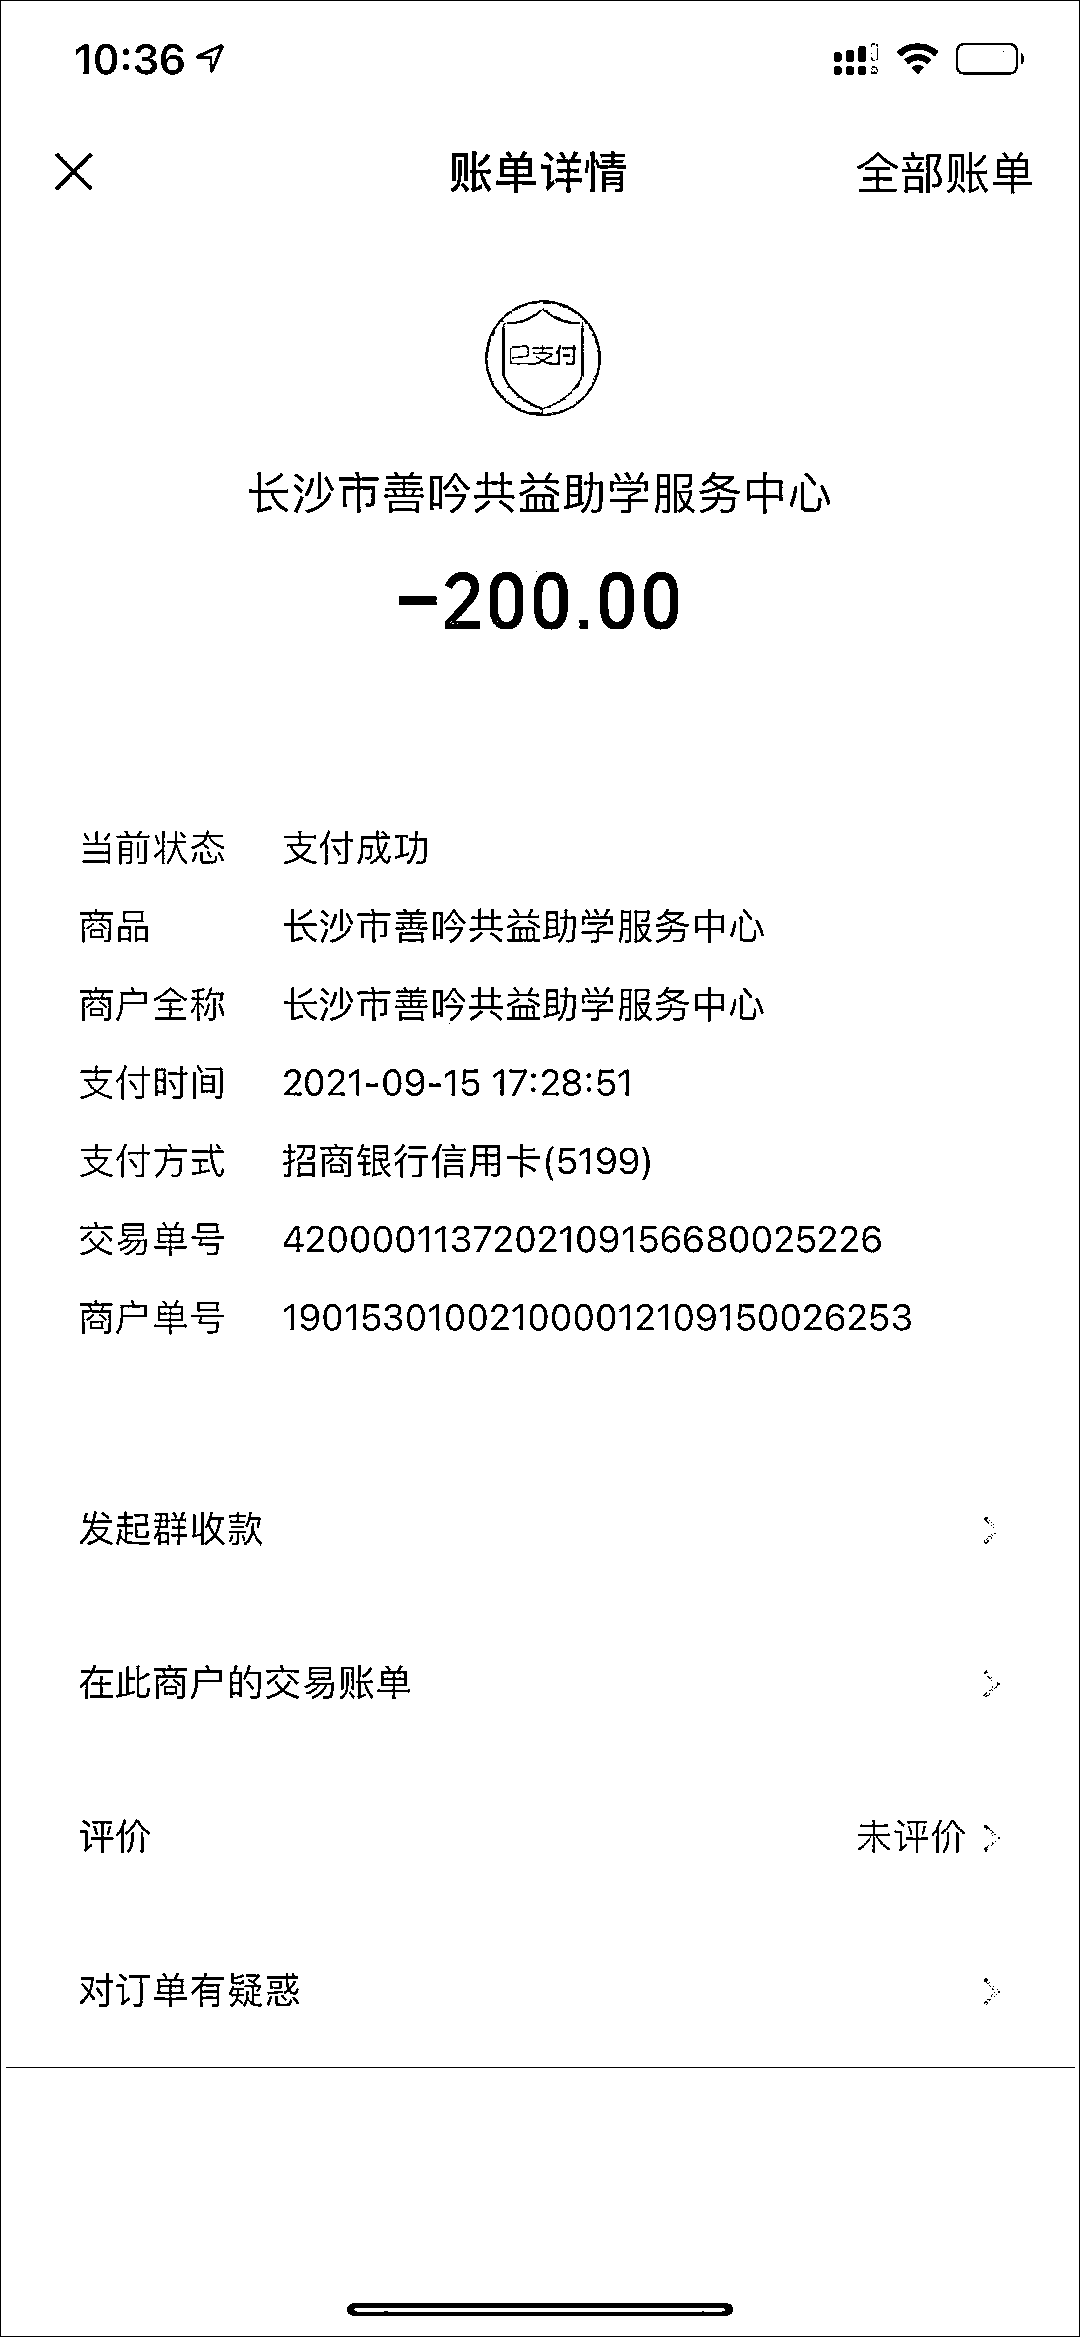 10:36
账单详情 全部账单
已支付
长沙市善吟共益助学服务中心
-200.00
当前状态 支付成功
商品 长沙市善吟共益助学服务中心
商户全称 长沙市善吟共益助学服务中心
支付时间 2021-09-15 17:28:51
支付方式 招商银行信用卡(5199)
交易单号 4200001137202109156680025226
商户单号 190153010021000012109150026253
发起群收款
在此商户的交易账单
评价 未评价
对订单有疑惑